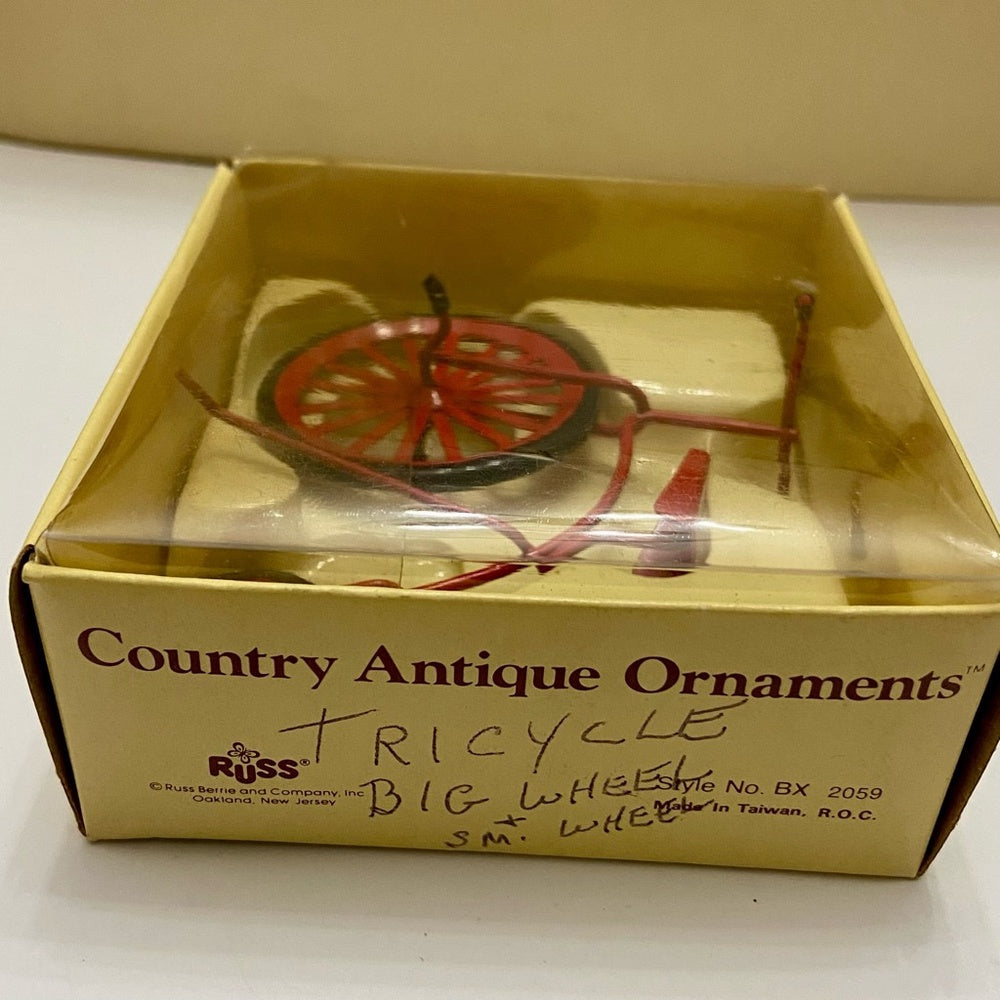 Country Antique Ornaments™
TRICYCLE
RUSS®
© Russ Berrie and Company, Inc
Oakland, New Jersey
BIG WHEEL
+
SM. WHEEL
Style No. BX 2059
Made In Taiwan, R.O.C.